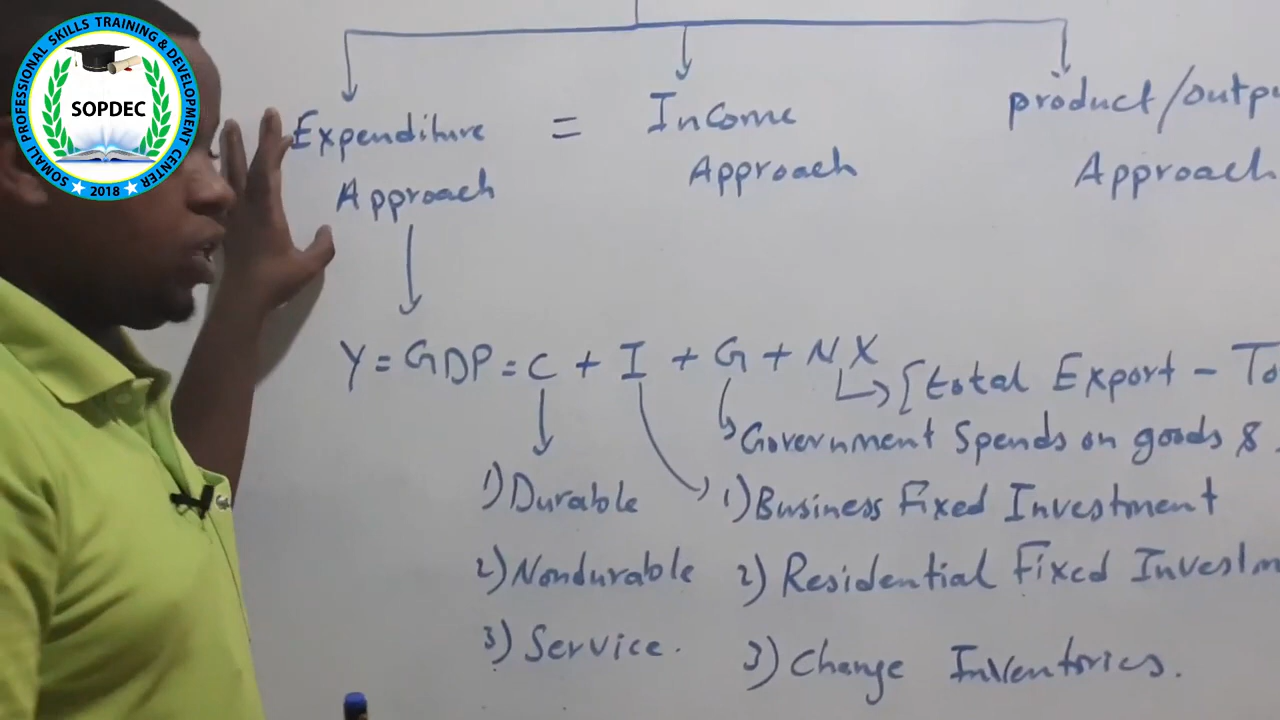 SOMALI PROFESSIONAL SKILLS TRAINING & DEVELOPMENT CENTER
SOPDEC
2018
Expenditure Approach
=
Income Approach
product/outpu
Approach
Y = GDP = C + I + G + NX
[total Export - To
Government Spends on goods &
1) Durable
2) Nondurable
3) Service.
1) Business Fixed Investment
2) Residential Fixed Investm
3) Change Inventories.